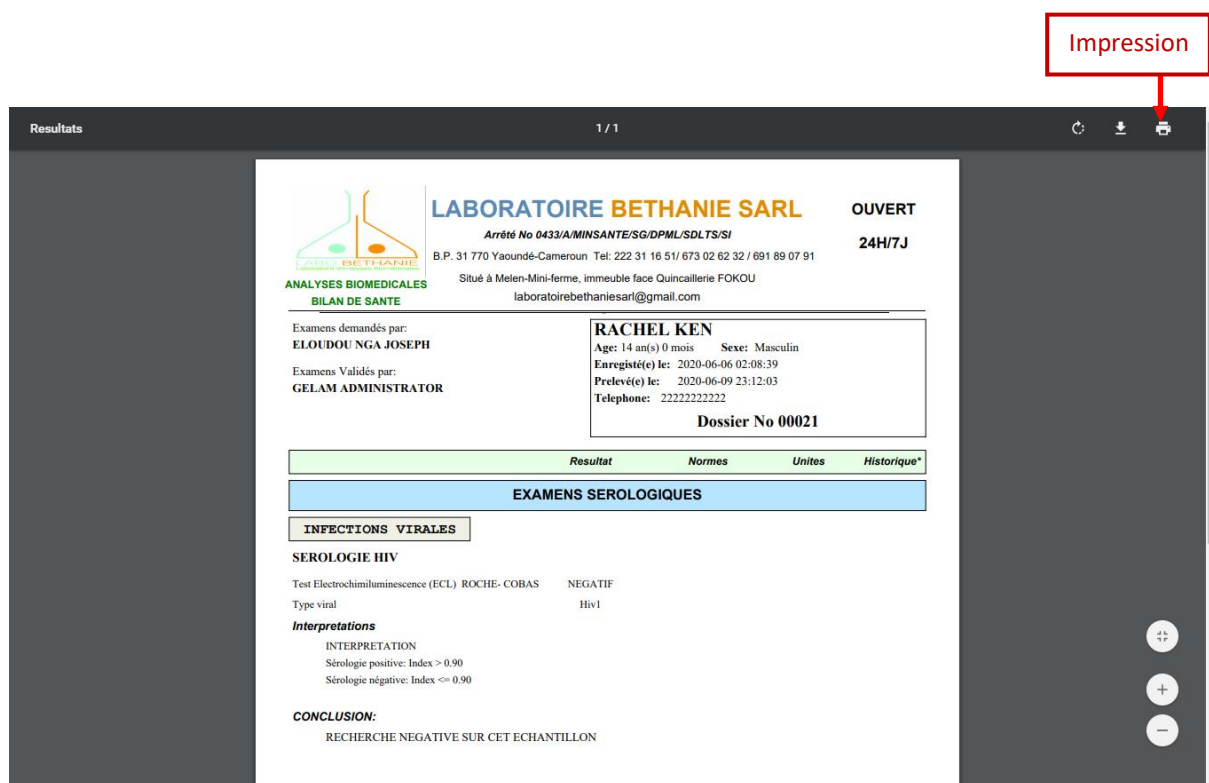 Impression
Resultats
1 / 1
LABORATOIRE BETHANIE SARL
OUVERT
24H/7J
Arrêté No 0433/A/MINSANTE/SG/DPML/SDLTS/SI
B.P. 31 770 Yaoundé-Cameroun Tel: 222 31 16 51/ 673 02 62 32 / 691 89 07 91
Situé à Melen-Mini-ferme, immeuble face Quincaillerie FOKOU
laboratoirebethaniesarl@gmail.com
LABO BETHANIE
ANALYSES BIOMEDICALES
BILAN DE SANTE
Examens demandés par:
ELOUDOU NGA JOSEPH
Examens Validés par:
GELAM ADMINISTRATOR
RACHEL KEN
Age: 14 an(s) 0 mois Sexe: Masculin
Enregisté(e) le: 2020-06-06 02:08:39
Prelevé(e) le: 2020-06-09 23:12:03
Telephone: 22222222222
Dossier No 00021
Resultat Normes Unites Historique*
EXAMENS SEROLOGIQUES
INFECTIONS VIRALES
SEROLOGIE HIV
Test Electrochimiluminescence (ECL) ROCHE- COBAS NEGATIF
Type viral Hiv1
Interpretations
INTERPRETATION
Sérologie positive: Index > 0.90
Sérologie négative: Index <= 0.90
CONCLUSION:
RECHERCHE NEGATIVE SUR CET ECHANTILLON